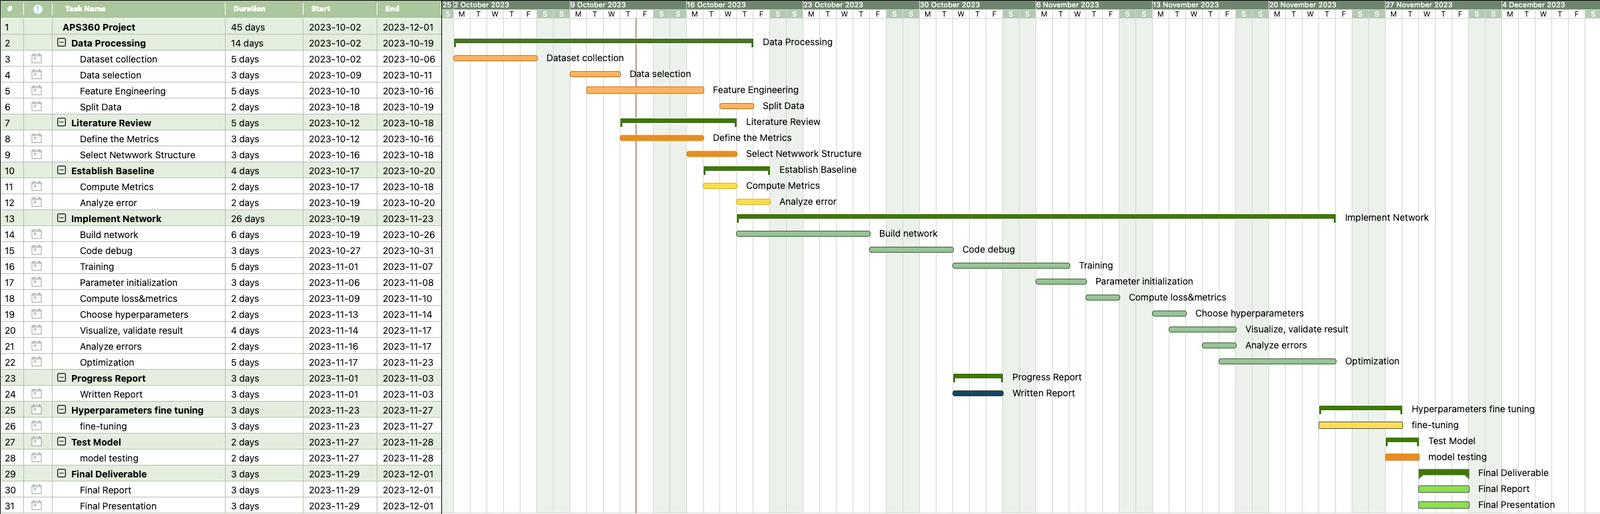 # Task Name Duration Start End 25 2 October 2023 9 October 2023 16 October 2023 23 October 2023 30 October 2023 6 November 2023 13 November 2023 20 November 2023 27 November 2023 4 December 2023
S M T W T F S S M T W T F S S M T W T F S S M T W T F S S M T W T F S S M T W T F S S M T W T F S S M T W T F S S M T W T F S S M T W T F S
1 APS360 Project 45 days 2023-10-02 2023-12-01
2 Data Processing 14 days 2023-10-02 2023-10-19 Data Processing
3 Dataset collection 5 days 2023-10-02 2023-10-06 Dataset collection
4 Data selection 3 days 2023-10-09 2023-10-11 Data selection
5 Feature Engineering 5 days 2023-10-10 2023-10-16 Feature Engineering
6 Split Data 2 days 2023-10-18 2023-10-19 Split Data
7 Literature Review 5 days 2023-10-12 2023-10-18 Literature Review
8 Define the Metrics 3 days 2023-10-12 2023-10-16 Define the Metrics
9 Select Netwwork Structure 3 days 2023-10-16 2023-10-18 Select Netwwork Structure
10 Establish Baseline 4 days 2023-10-17 2023-10-20 Establish Baseline
11 Compute Metrics 2 days 2023-10-17 2023-10-18 Compute Metrics
12 Analyze error 2 days 2023-10-19 2023-10-20 Analyze error
13 Implement Network 26 days 2023-10-19 2023-11-23 Implement Network
14 Build network 6 days 2023-10-19 2023-10-26 Build network
15 Code debug 3 days 2023-10-27 2023-10-31 Code debug
16 Training 5 days 2023-11-01 2023-11-07 Training
17 Parameter initialization 3 days 2023-11-06 2023-11-08 Parameter initialization
18 Compute loss&metrics 2 days 2023-11-09 2023-11-10 Compute loss&metrics
19 Choose hyperparameters 2 days 2023-11-13 2023-11-14 Choose hyperparameters
20 Visualize, validate result 4 days 2023-11-14 2023-11-17 Visualize, validate result
21 Analyze errors 2 days 2023-11-16 2023-11-17 Analyze errors
22 Optimization 5 days 2023-11-17 2023-11-23 Optimization
23 Progress Report 3 days 2023-11-01 2023-11-03 Progress Report
24 Written Report 3 days 2023-11-01 2023-11-03 Written Report
25 Hyperparameters fine tuning 3 days 2023-11-23 2023-11-27 Hyperparameters fine tuning
26 fine-tuning 3 days 2023-11-23 2023-11-27 fine-tuning
27 Test Model 2 days 2023-11-27 2023-11-28 Test Model
28 model testing 2 days 2023-11-27 2023-11-28 model testing
29 Final Deliverable 3 days 2023-11-29 2023-12-01 Final Deliverable
30 Final Report 3 days 2023-11-29 2023-12-01 Final Report
31 Final Presentation 3 days 2023-11-29 2023-12-01 Final Presentation